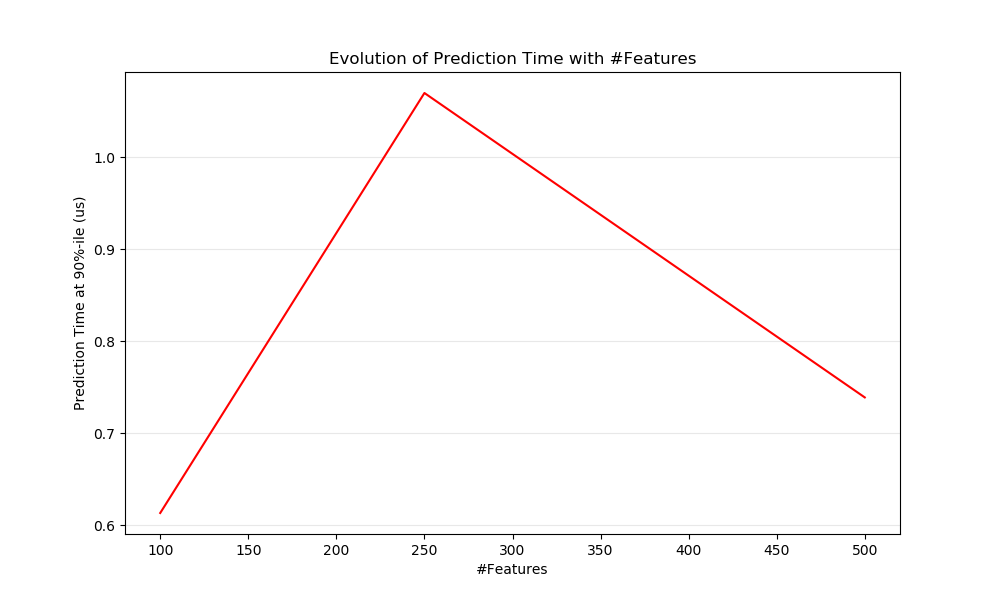 Evolution of Prediction Time with #Features
Prediction Time at 90%-ile (us)
1.0
0.9
0.8
0.7
0.6
100 150 200 250 300 350 400 450 500
#Features